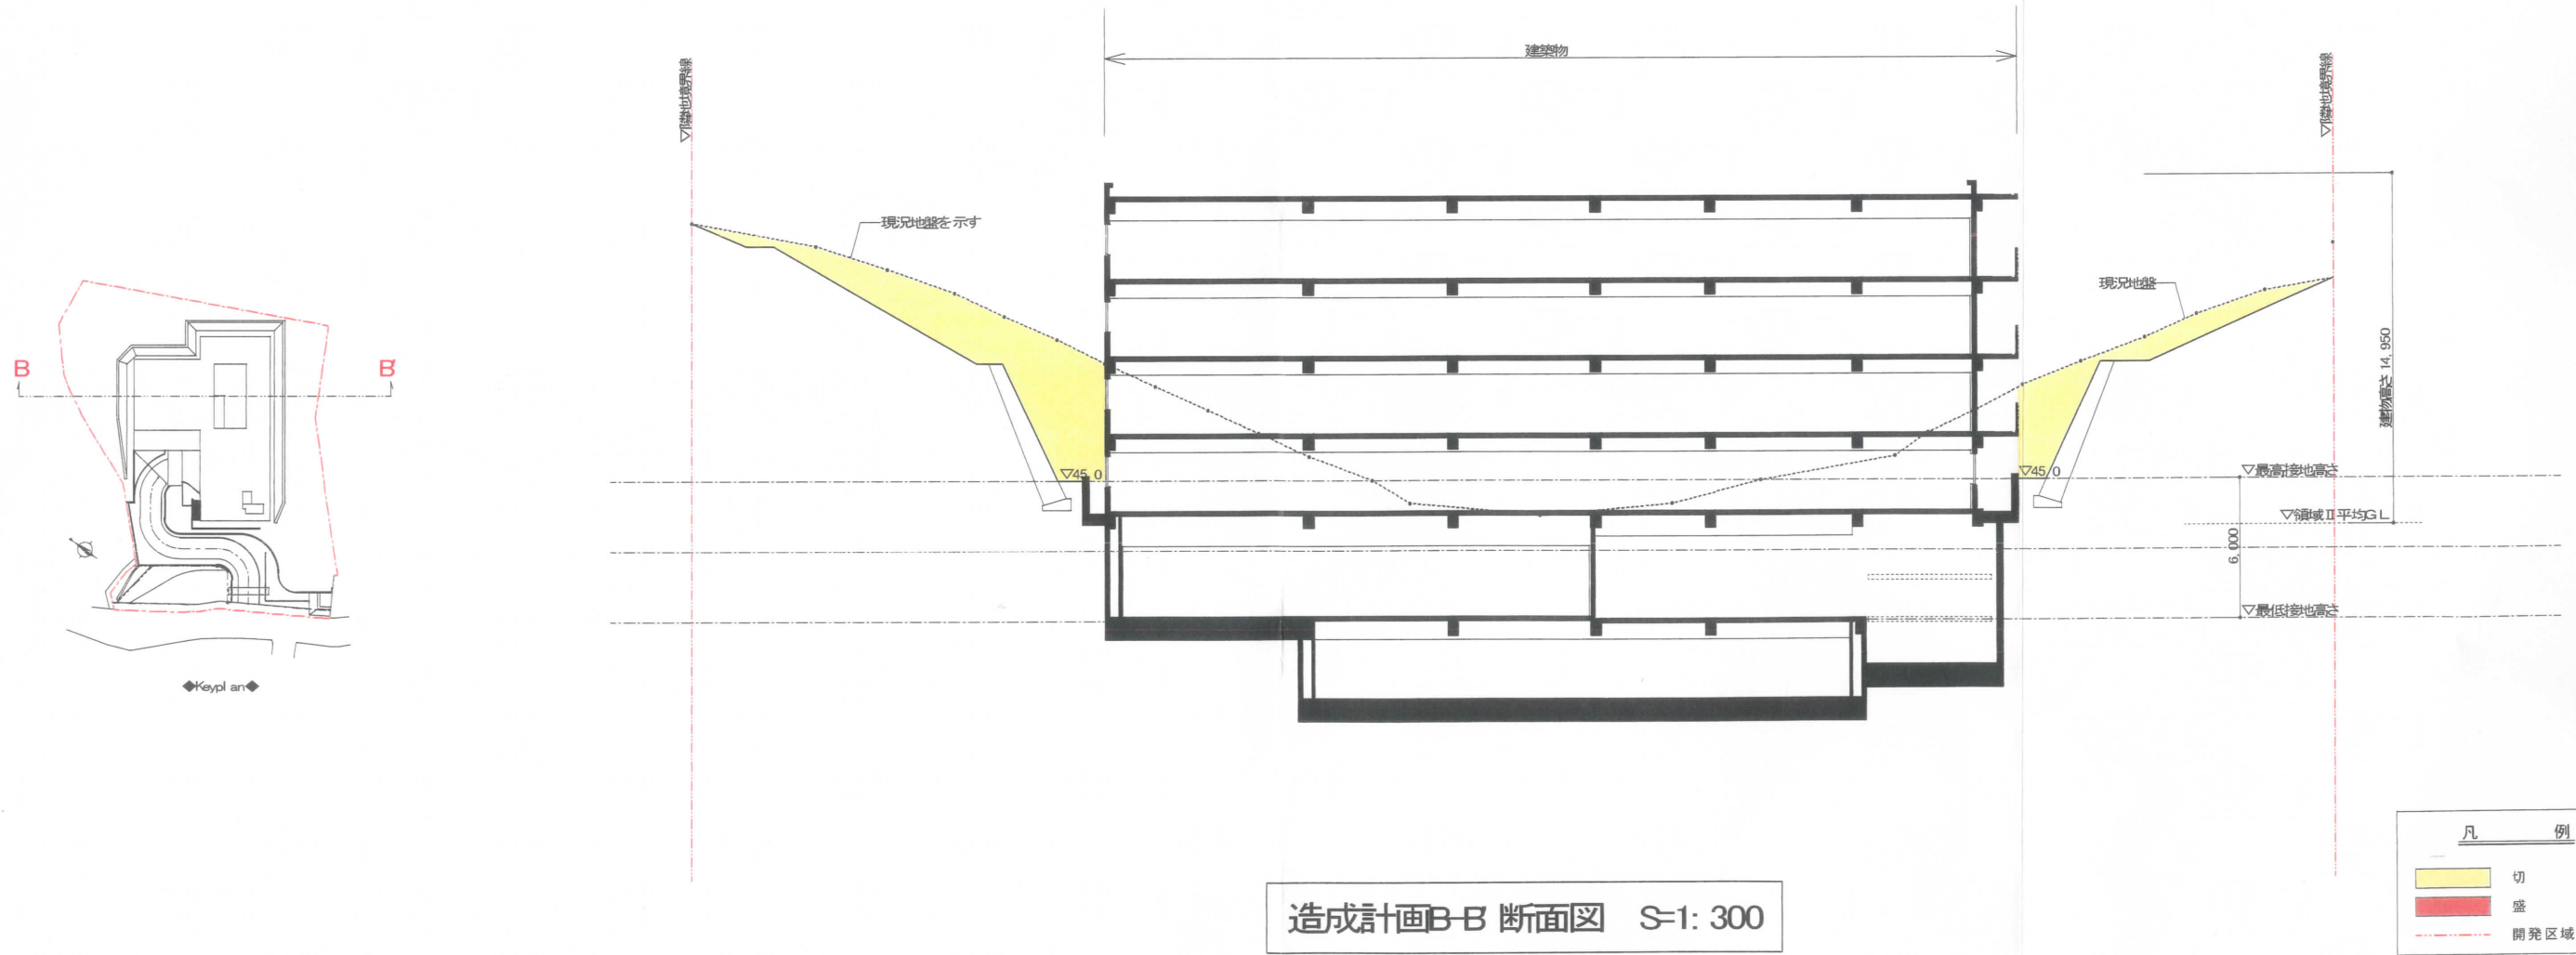 建築物
▽隣地境界線
▽隣地境界線
現況地盤を示す
現況地盤
建物高さ14,950
B
B'
▽45.0
▽45.0
▽最高接地高さ
▽領域Ⅱ平均GL
6,000
▽最低接地高さ
◆Keyplan◆
凡 例
切
盛
開発区域
造成計画B-B' 断面図 S=1:300